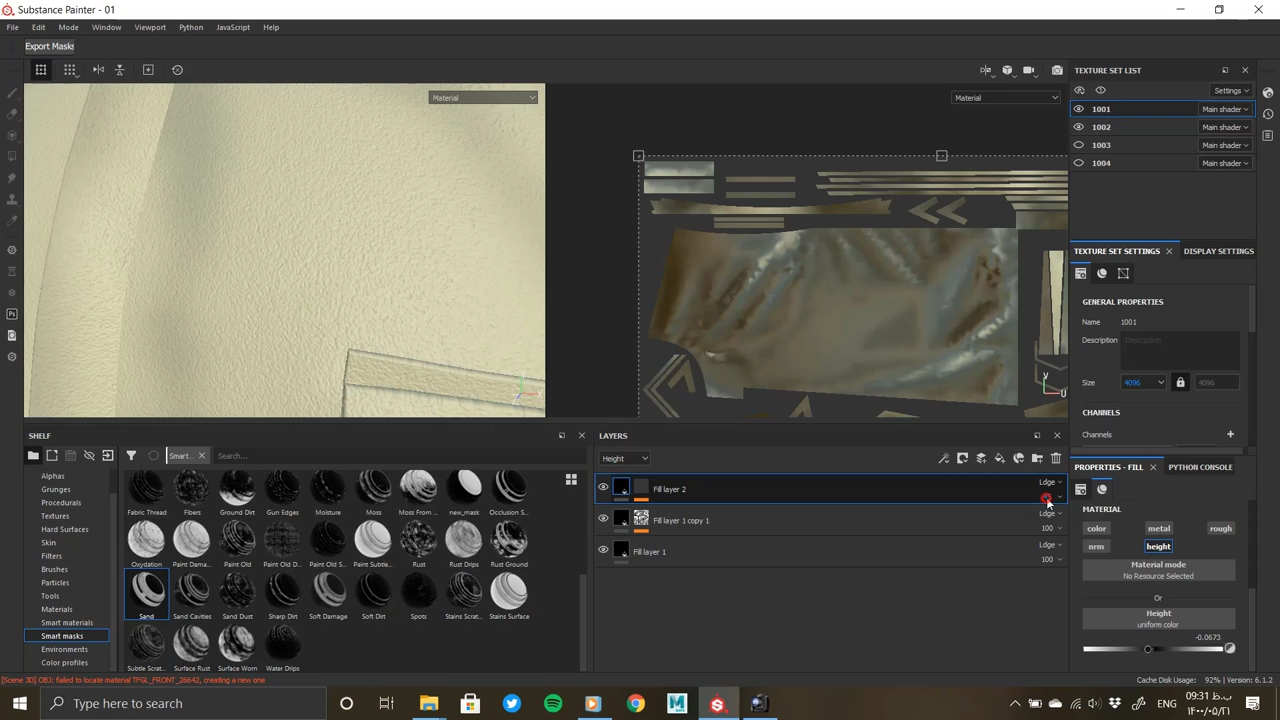 Substance Painter - 01
File Edit Mode Window Viewport Python JavaScript Help
Export Masks
Material
Material
TEXTURE SET LIST
Settings
1001 Main shader
1002 Main shader
1003 Main shader
1004 Main shader
TEXTURE SET SETTINGS DISPLAY SETTINGS
GENERAL PROPERTIES
Name 1001
Description Description
Size 4096 4096
CHANNELS
Channels
SHELF
Smart... Search...
Alphas
Grunges
Procedurals
Textures
Hard Surfaces
Skin
Filters
Brushes
Particles
Tools
Materials
Smart materials
Smart masks
Environments
Color profiles
Fabric Thread Fibers Ground Dirt Gun Edges Moisture Moss Moss From ... new_mask Occlusion S...
Oxydation Paint Dama... Paint Old Paint Old D... Paint Old S... Paint Subtle... Rust Rust Drips Rust Ground
Sand Sand Cavities Sand Dust Sharp Dirt Soft Damage Soft Dirt Spots Stains Scrat... Stains Surface
Subtle Scrat... Surface Rust Surface Worn Water Drips
LAYERS
Height
Fill layer 2 Ldge
Fill layer 1 copy 1 Ldge 100
Fill layer 1 Ldge 100
PROPERTIES - FILL PYTHON CONSOLE
MATERIAL
color metal rough
nrm height
Material mode
No Resource Selected
Or
Height
uniform color
-0.0673
[Scene 3D] OBJ: failed to locate material TPGL_FRONT_26642, creating a new one
Cache Disk Usage: 92% | Version: 6.1.2
Type here to search
09:31 ب.ظ
۱۴۰۰/۰۵/۲۱